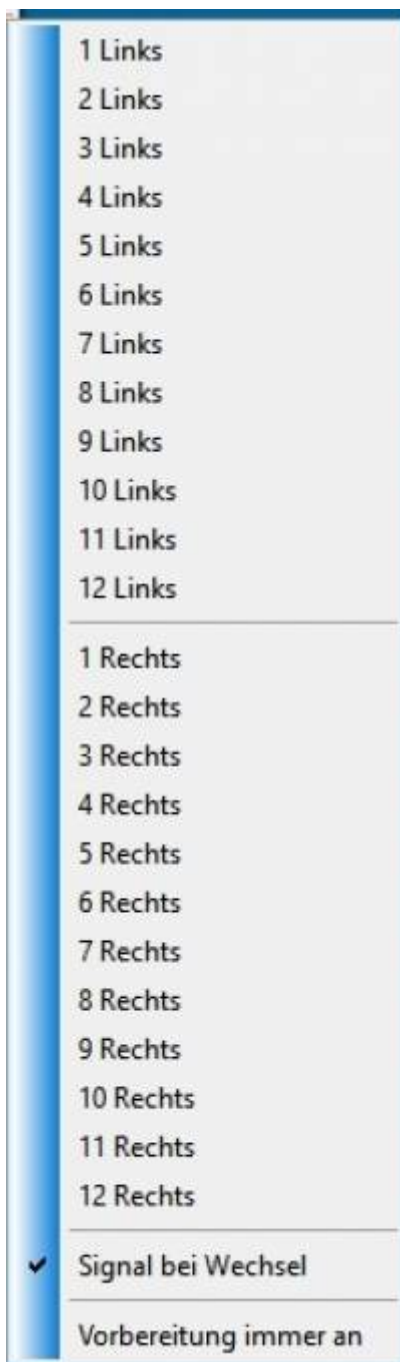 1 Links
2 Links
3 Links
4 Links
5 Links
6 Links
7 Links
8 Links
9 Links
10 Links
11 Links
12 Links
1 Rechts
2 Rechts
3 Rechts
4 Rechts
5 Rechts
6 Rechts
7 Rechts
8 Rechts
9 Rechts
10 Rechts
11 Rechts
12 Rechts
Signal bei Wechsel
Vorbereitung immer an